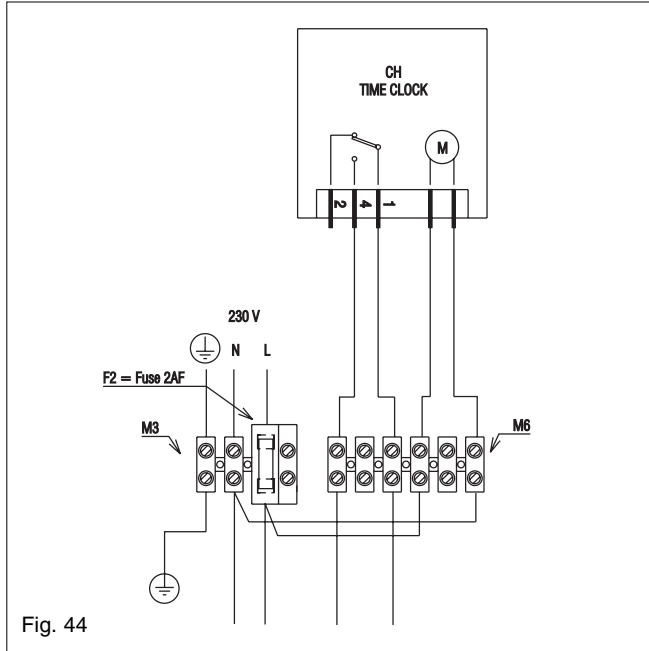 CH
TIME CLOCK
M
2 4 1
230 V
N L
F2 = Fuse 2AF
M3
M6
Fig. 44